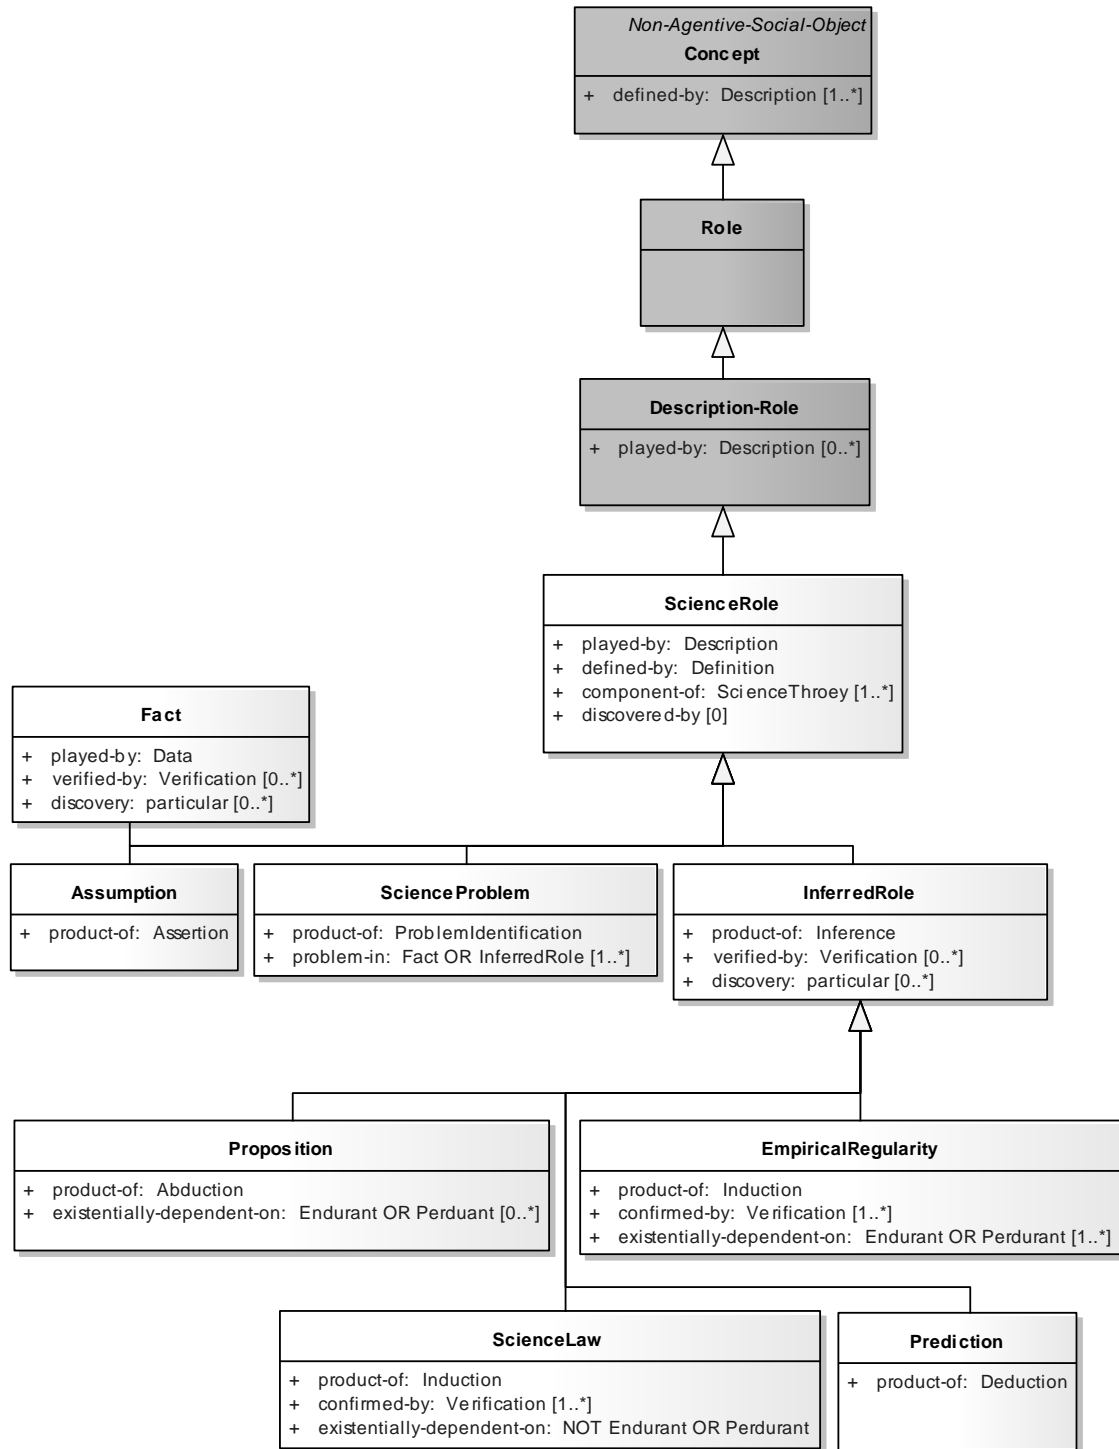 Non-Agentive-Social-Object
Concept
+ defined-by: Description [1..*]
Role
Description-Role
+ played-by: Description [0..*]
ScienceRole
+ played-by: Description
+ defined-by: Definition
+ component-of: ScienceThroey [1..*]
+ discovered-by [0]
Fact
+ played-by: Data
+ verified-by: Verification [0..*]
+ discovery: particular [0..*]
Assumption
+ product-of: Assertion
ScienceProblem
+ product-of: ProblemIdentification
+ problem-in: Fact OR InferredRole [1..*]
InferredRole
+ product-of: Inference
+ verified-by: Verification [0..*]
+ discovery: particular [0..*]
Proposition
+ product-of: Abduction
+ existentially-dependent-on: Endurant OR Perduant [0..*]
EmpiricalRegularity
+ product-of: Induction
+ confirmed-by: Verification [1..*]
+ existentially-dependent-on: Endurant OR Perdurant [1..*]
ScienceLaw
+ product-of: Induction
+ confirmed-by: Verification [1..*]
+ existentially-dependent-on: NOT Endurant OR Perdurant
Prediction
+ product-of: Deduction